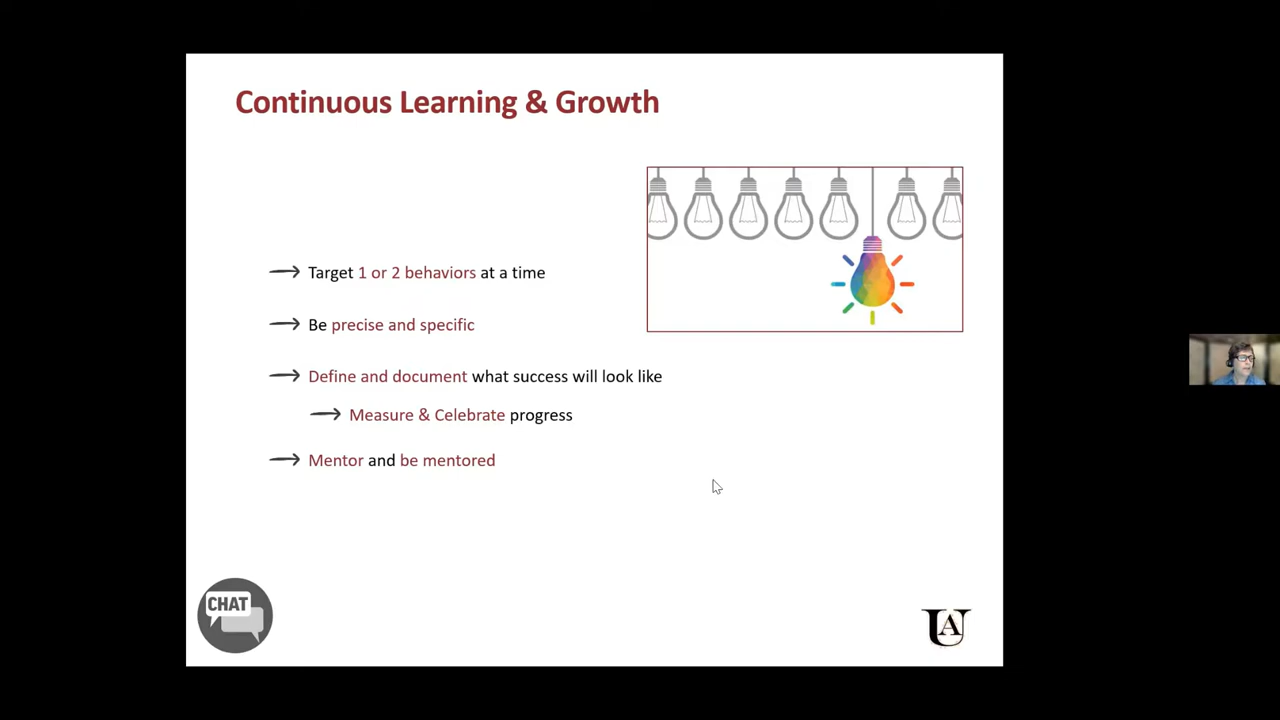 Continuous Learning & Growth
Target 1 or 2 behaviors at a time
Be precise and specific
Define and document what success will look like
Measure & Celebrate progress
Mentor and be mentored
CHAT
UA